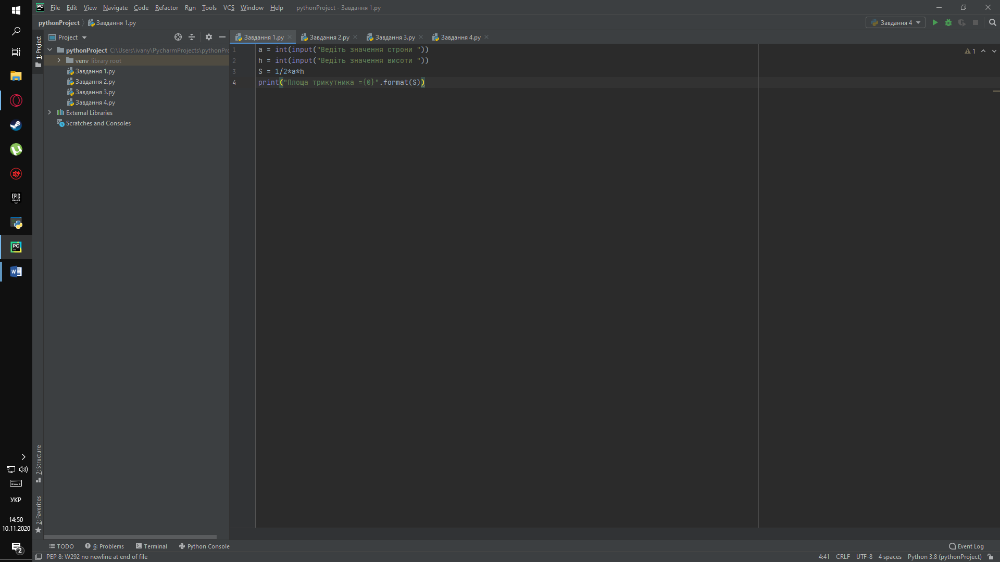 File Edit View Navigate Code Refactor Run Tools VCS Window Help pythonProject - Завдання 1.py
pythonProject Завдання 1.py
Завдання 4
1: Project
Project
Завдання 1.py Завдання 2.py Завдання 3.py Завдання 4.py
pythonProject C:\Users\ivany\PycharmProjects\pythonPro
venv library root
Завдання 1.py
Завдання 2.py
Завдання 3.py
Завдання 4.py
External Libraries
Scratches and Consoles
1 a = int(input("Ведіть значення строни "))
2 h = int(input("Ведіть значення висоти "))
3 S = 1/2*a*h
4 print("Площа трикутника ={0}".format(S))
1
EPIC GAMES
PC
W
7: Structure
2: Favorites
УКР
14:50
10.11.2020
2
TODO 6: Problems Terminal Python Console Event Log
PEP 8: W292 no newline at end of file 4:41 CRLF UTF-8 4 spaces Python 3.8 (pythonProject)